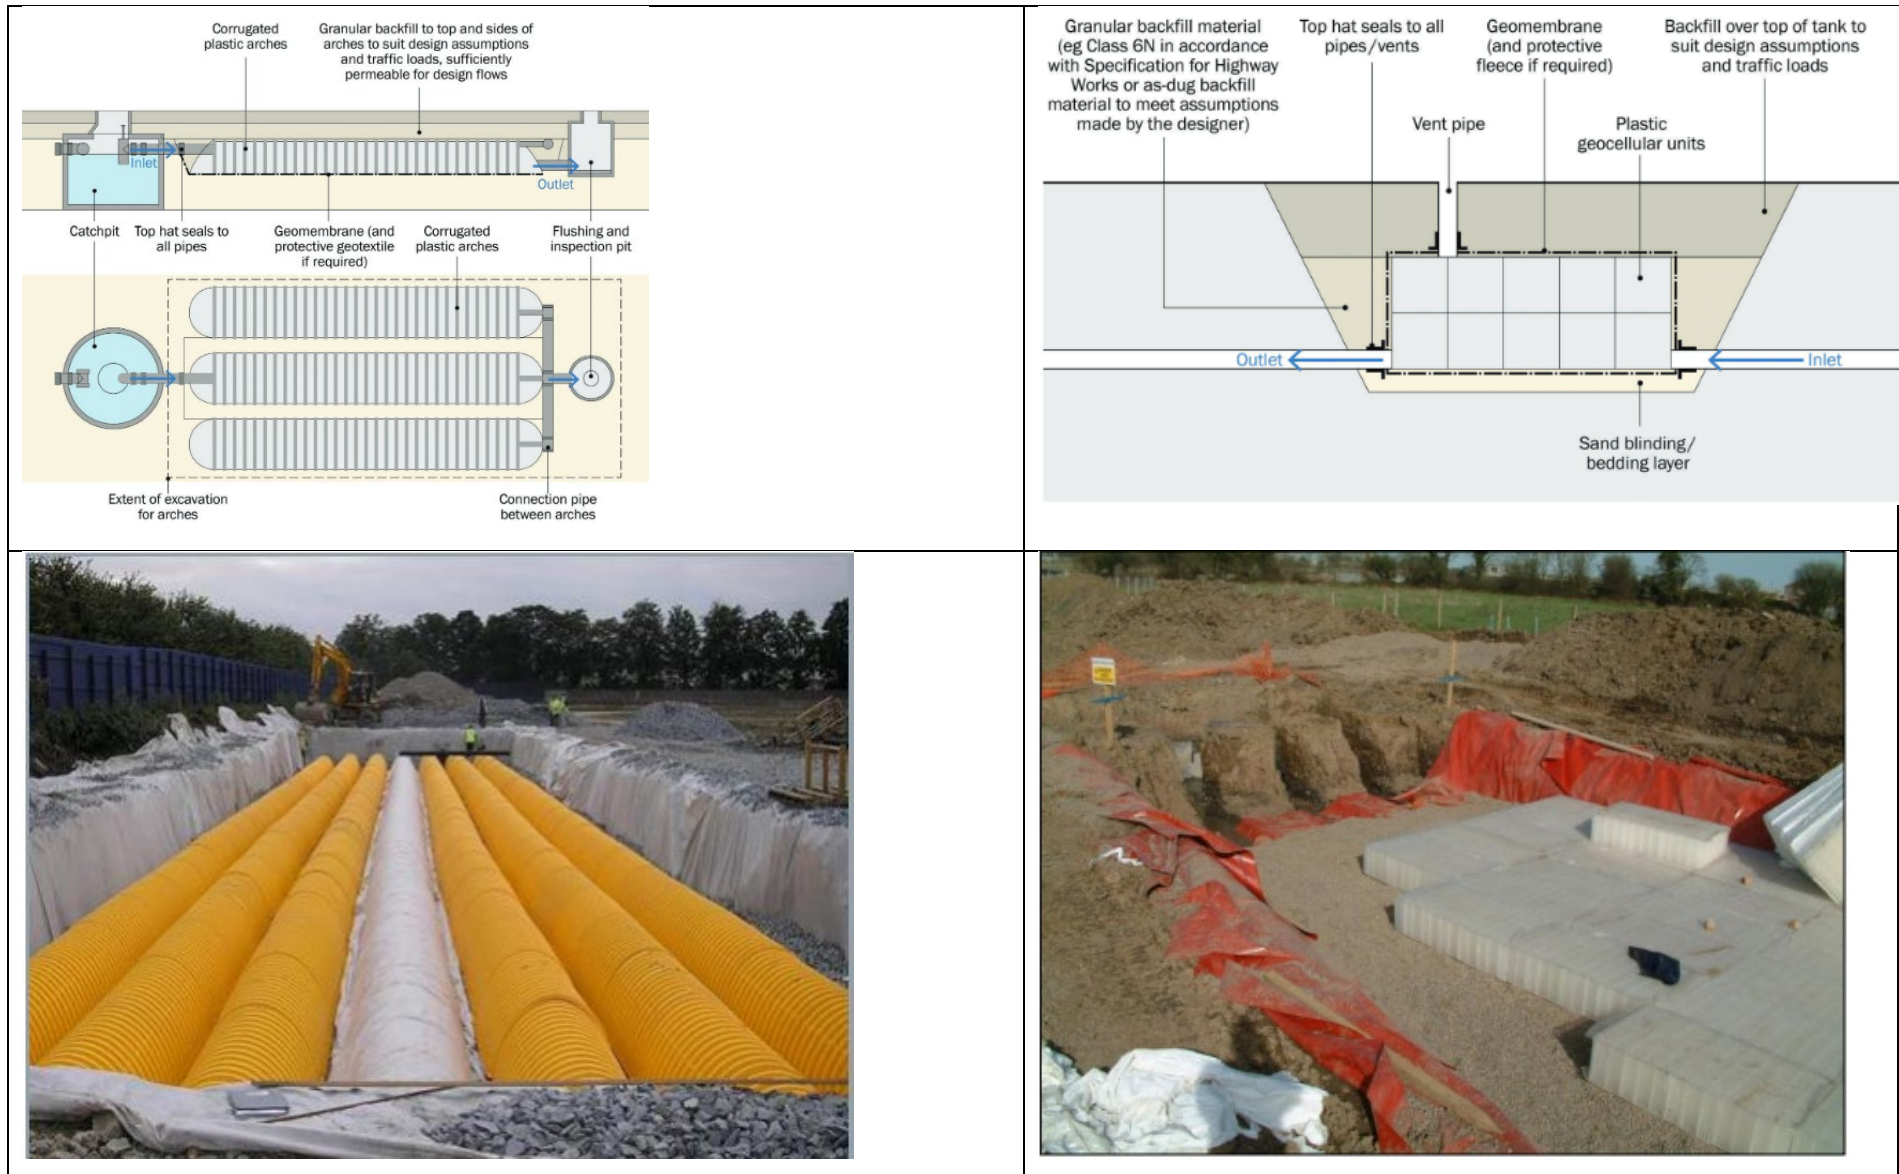 Corrugated
plastic arches
Granular backfill to top and sides of
arches to suit design assumptions
and traffic loads, sufficiently
permeable for design flows
Inlet
Outlet
Catchpit
Top hat seals to
all pipes
Geomembrane (and
protective geotextile
if required)
Corrugated
plastic arches
Flushing and
inspection pit
Extent of excavation
for arches
Connection pipe
between arches
Granular backfill material
(eg Class 6N in accordance
with Specification for Highway
Works or as-dug backfill
material to meet assumptions
made by the designer)
Top hat seals to all
pipes/vents
Geomembrane
(and protective
fleece if required)
Backfill over top of tank to
suit design assumptions
and traffic loads
Vent pipe
Plastic
geocellular units
Outlet
Inlet
Sand blinding/
bedding layer